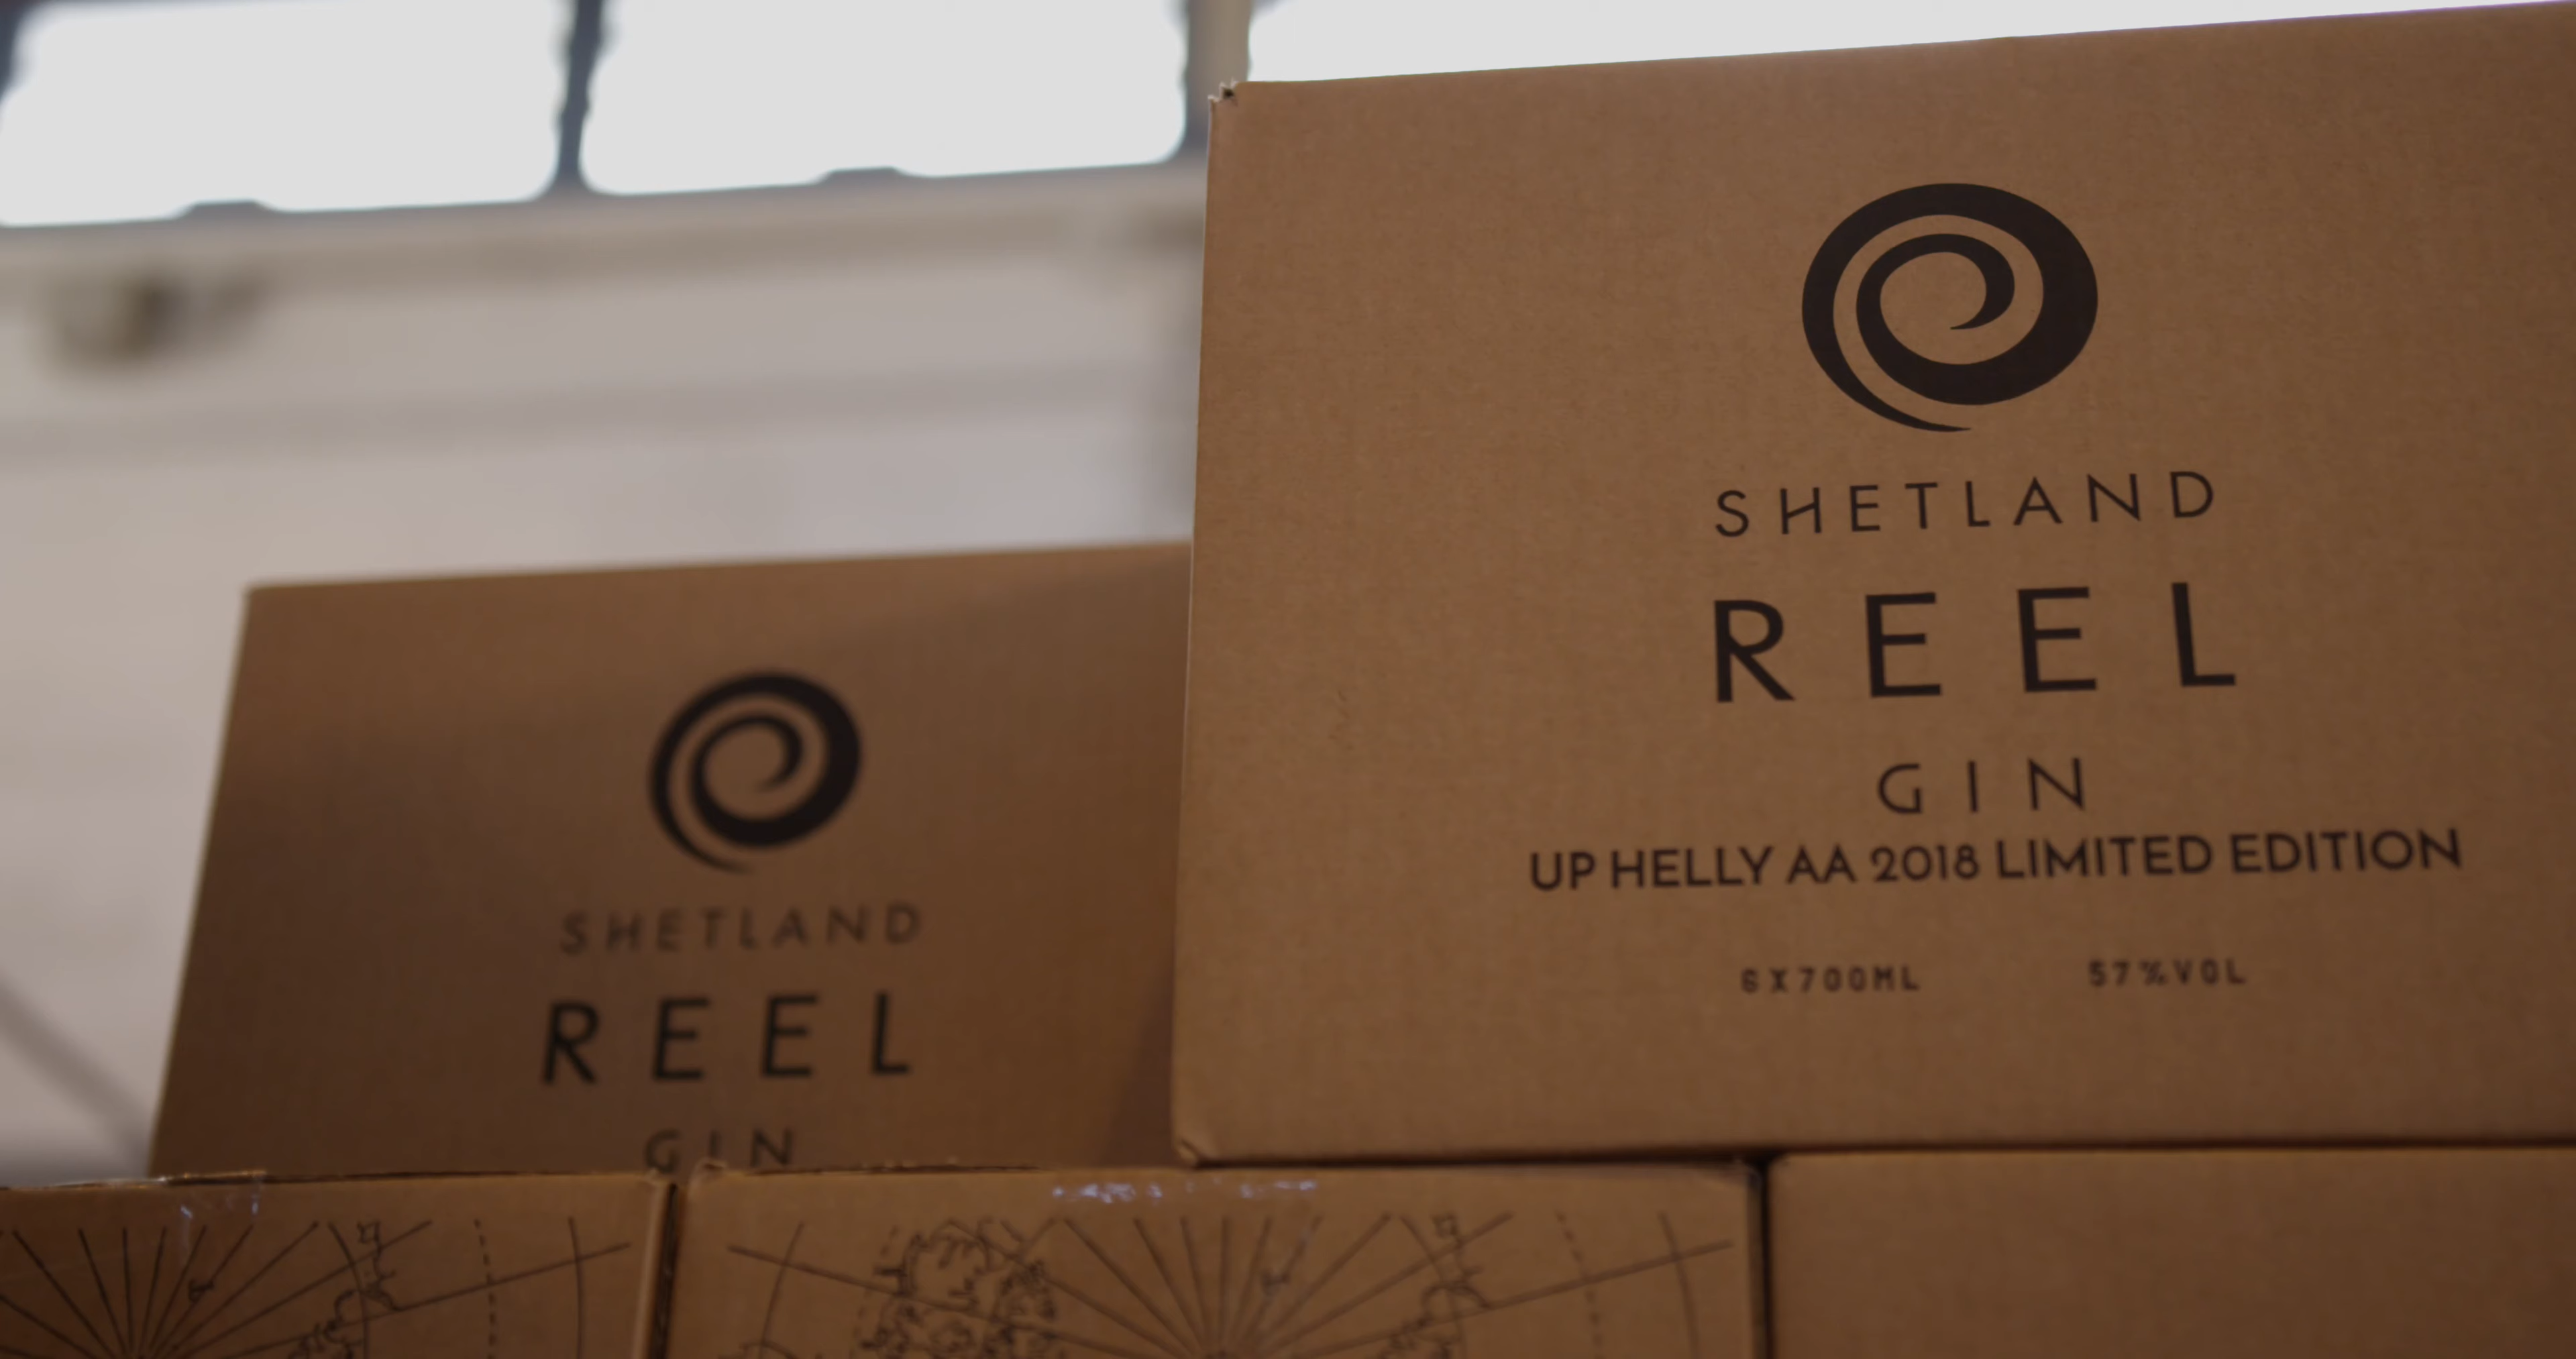 SHETLAND
REEL
GIN
SHETLAND
REEL
GIN
UP HELLY AA 2018 LIMITED EDITION
6X700ML 57%VOL